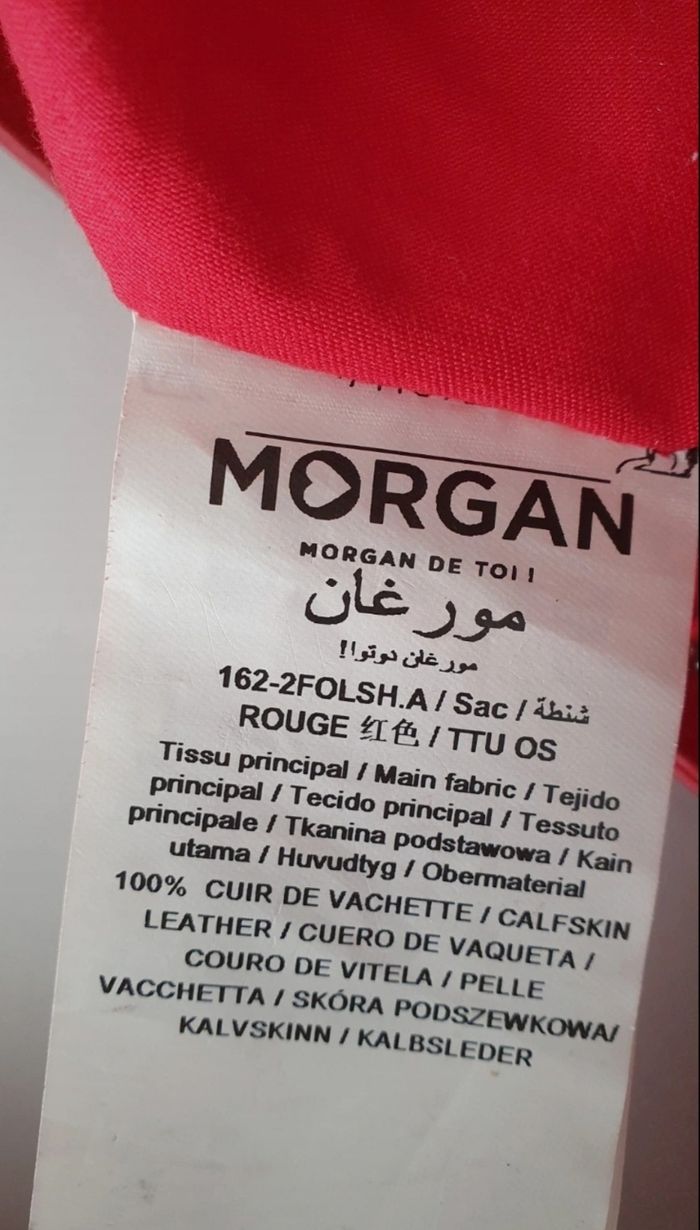 MORGAN
MORGAN DE TOI !
مورغان
مورغان دوتوا!!
162-2FOLSH.A / Sac / شنطة
ROUGE 红色 / TTU OS
Tissu principal / Main fabric / Tejido
principal / Tecido principal / Tessuto
principale / Tkanina podstawowa / Kain
utama / Huvudtyg / Obermaterial
100% CUIR DE VACHETTE / CALFSKIN
LEATHER / CUERO DE VAQUETA /
COURO DE VITELA / PELLE
VACCHETTA / SKÓRA PODSZEWKOWA/
KALVSKINN / KALBSLEDER